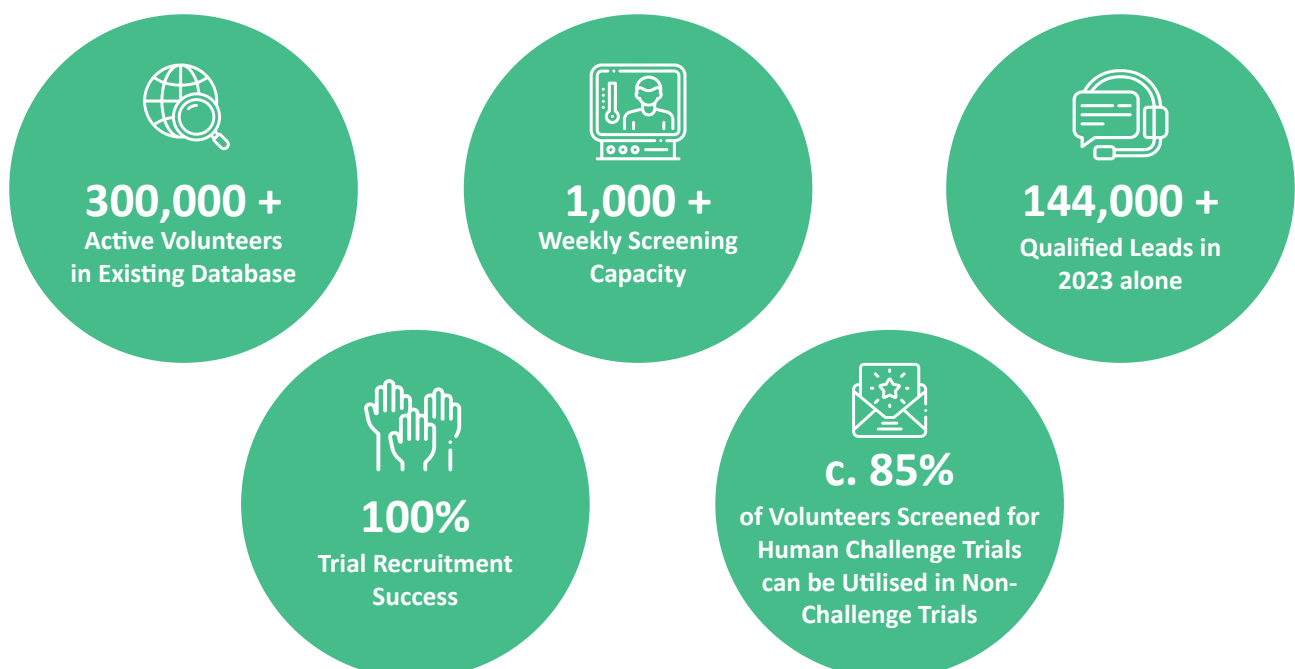 300,000 +
Active Volunteers
in Existing Database
1,000 +
Weekly Screening
Capacity
144,000 +
Qualified Leads in
2023 alone
100%
Trial Recruitment
Success
c. 85%
of Volunteers Screened for
Human Challenge Trials
can be Utilised in Non-
Challenge Trials